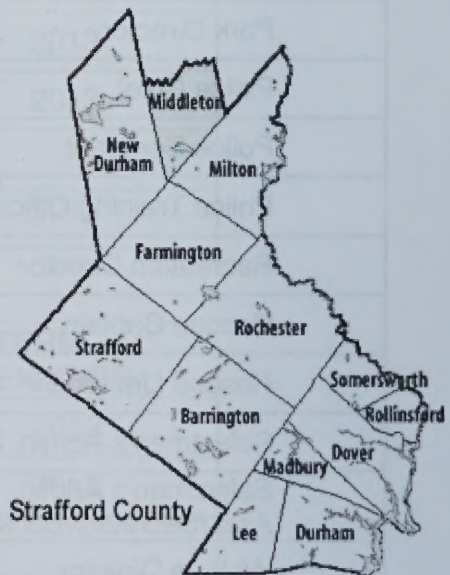 Middleton
New
Durham
Milton
Farmington
Rochester
Strafford
Somersworth
Rollinsford
Barrington
Dover
Madbury
Strafford County
Lee
Durham